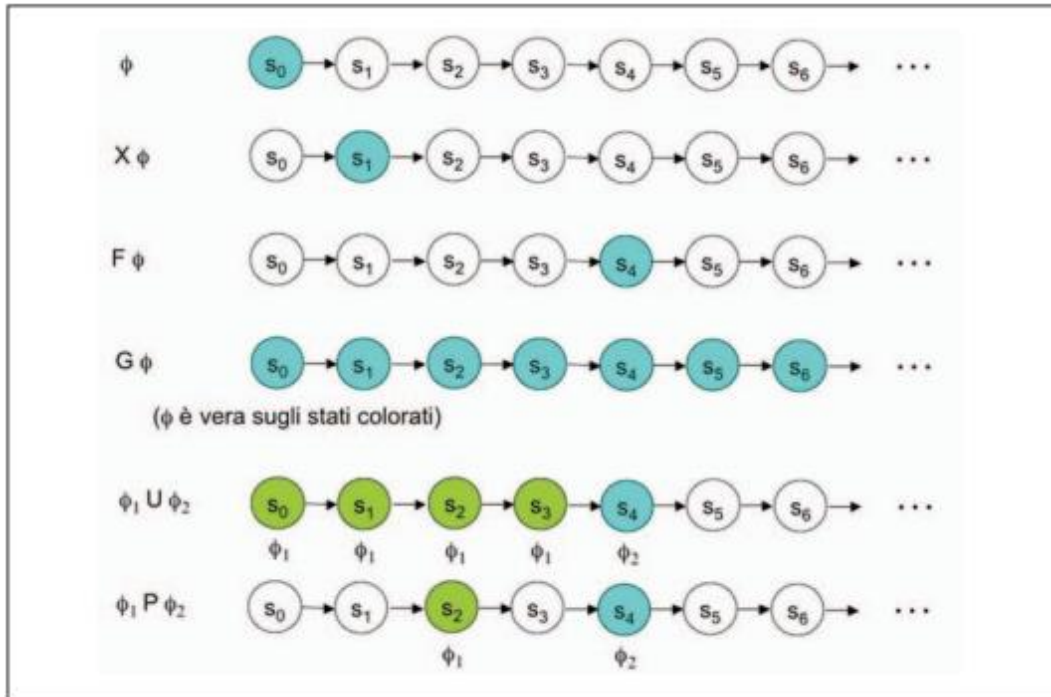 ϕ s₀ s₁ s₂ s₃ s₄ s₅ s₆ ...
X ϕ s₀ s₁ s₂ s₃ s₄ s₅ s₆ ...
F ϕ s₀ s₁ s₂ s₃ s₄ s₅ s₆ ...
G ϕ s₀ s₁ s₂ s₃ s₄ s₅ s₆ ...
(ϕ è vera sugli stati colorati)
ϕ₁ U ϕ₂ s₀ s₁ s₂ s₃ s₄ s₅ s₆ ...
ϕ₁ ϕ₁ ϕ₁ ϕ₁ ϕ₂
ϕ₁ P ϕ₂ s₀ s₁ s₂ s₃ s₄ s₅ s₆ ...
ϕ₁ ϕ₂